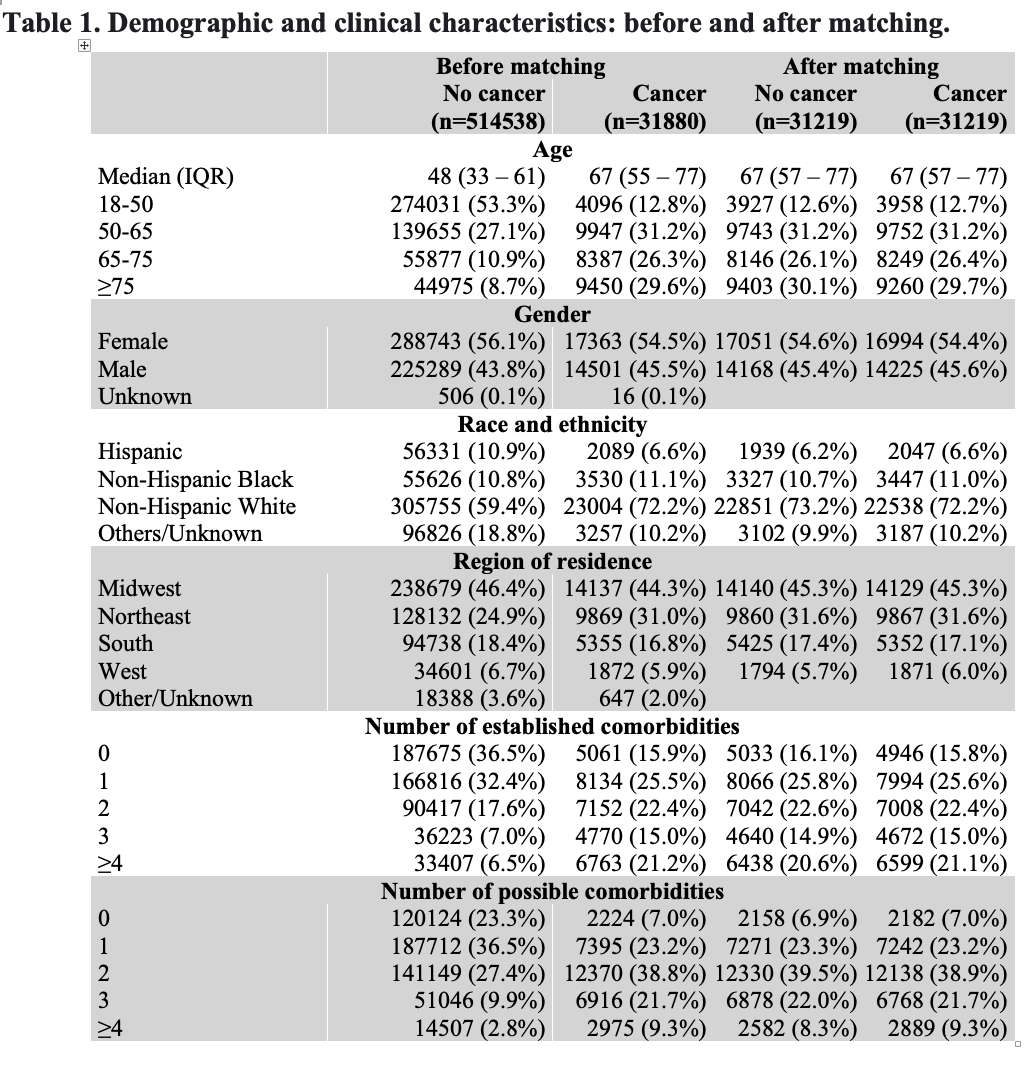 Table 1. Demographic and clinical characteristics: before and after matching.
Before matching After matching
No cancer Cancer No cancer Cancer
(n=514538) (n=31880) (n=31219) (n=31219)
Age
Median (IQR) 48 (33 – 61) 67 (55 – 77) 67 (57 – 77) 67 (57 – 77)
18-50 274031 (53.3%) 4096 (12.8%) 3927 (12.6%) 3958 (12.7%)
50-65 139655 (27.1%) 9947 (31.2%) 9743 (31.2%) 9752 (31.2%)
65-75 55877 (10.9%) 8387 (26.3%) 8146 (26.1%) 8249 (26.4%)
≥75 44975 (8.7%) 9450 (29.6%) 9403 (30.1%) 9260 (29.7%)
Gender
Female 288743 (56.1%) 17363 (54.5%) 17051 (54.6%) 16994 (54.4%)
Male 225289 (43.8%) 14501 (45.5%) 14168 (45.4%) 14225 (45.6%)
Unknown 506 (0.1%) 16 (0.1%)
Race and ethnicity
Hispanic 56331 (10.9%) 2089 (6.6%) 1939 (6.2%) 2047 (6.6%)
Non-Hispanic Black 55626 (10.8%) 3530 (11.1%) 3327 (10.7%) 3447 (11.0%)
Non-Hispanic White 305755 (59.4%) 23004 (72.2%) 22851 (73.2%) 22538 (72.2%)
Others/Unknown 96826 (18.8%) 3257 (10.2%) 3102 (9.9%) 3187 (10.2%)
Region of residence
Midwest 238679 (46.4%) 14137 (44.3%) 14140 (45.3%) 14129 (45.3%)
Northeast 128132 (24.9%) 9869 (31.0%) 9860 (31.6%) 9867 (31.6%)
South 94738 (18.4%) 5355 (16.8%) 5425 (17.4%) 5352 (17.1%)
West 34601 (6.7%) 1872 (5.9%) 1794 (5.7%) 1871 (6.0%)
Other/Unknown 18388 (3.6%) 647 (2.0%)
Number of established comorbidities
0 187675 (36.5%) 5061 (15.9%) 5033 (16.1%) 4946 (15.8%)
1 166816 (32.4%) 8134 (25.5%) 8066 (25.8%) 7994 (25.6%)
2 90417 (17.6%) 7152 (22.4%) 7042 (22.6%) 7008 (22.4%)
3 36223 (7.0%) 4770 (15.0%) 4640 (14.9%) 4672 (15.0%)
≥4 33407 (6.5%) 6763 (21.2%) 6438 (20.6%) 6599 (21.1%)
Number of possible comorbidities
0 120124 (23.3%) 2224 (7.0%) 2158 (6.9%) 2182 (7.0%)
1 187712 (36.5%) 7395 (23.2%) 7271 (23.3%) 7242 (23.2%)
2 141149 (27.4%) 12370 (38.8%) 12330 (39.5%) 12138 (38.9%)
3 51046 (9.9%) 6916 (21.7%) 6878 (22.0%) 6768 (21.7%)
≥4 14507 (2.8%) 2975 (9.3%) 2582 (8.3%) 2889 (9.3%)